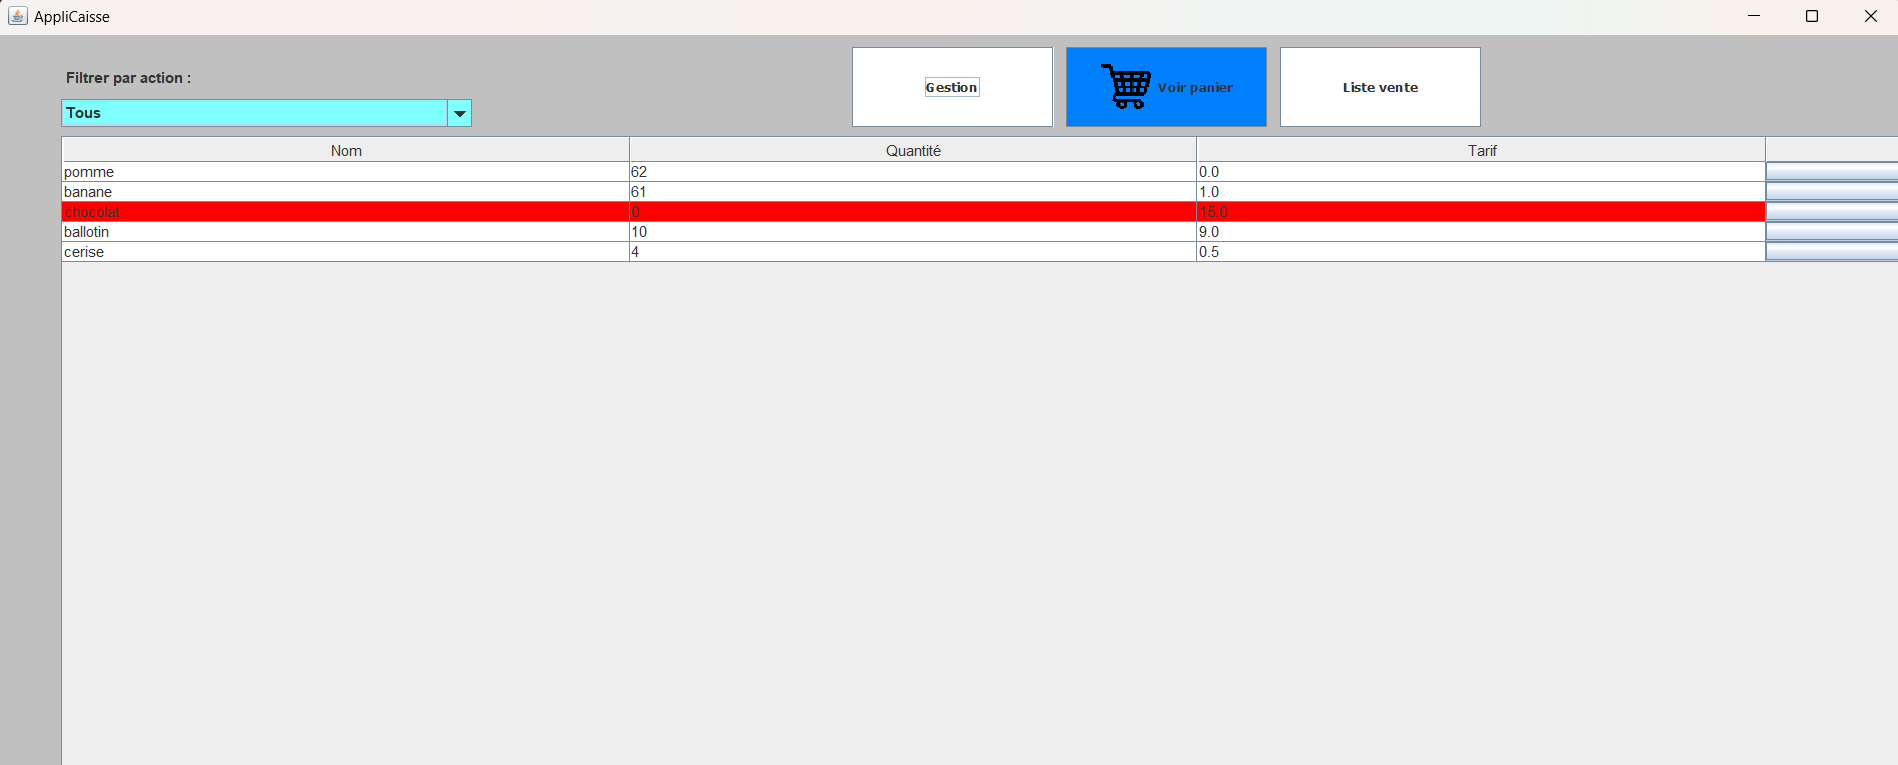 AppliCaisse
Filtrer par action :
Tous
Gestion
Voir panier
Liste vente
Nom Quantité Tarif
pomme 62 0.0
banane 61 1.0
chocolat 0 15.0
ballotin 10 9.0
cerise 4 0.5